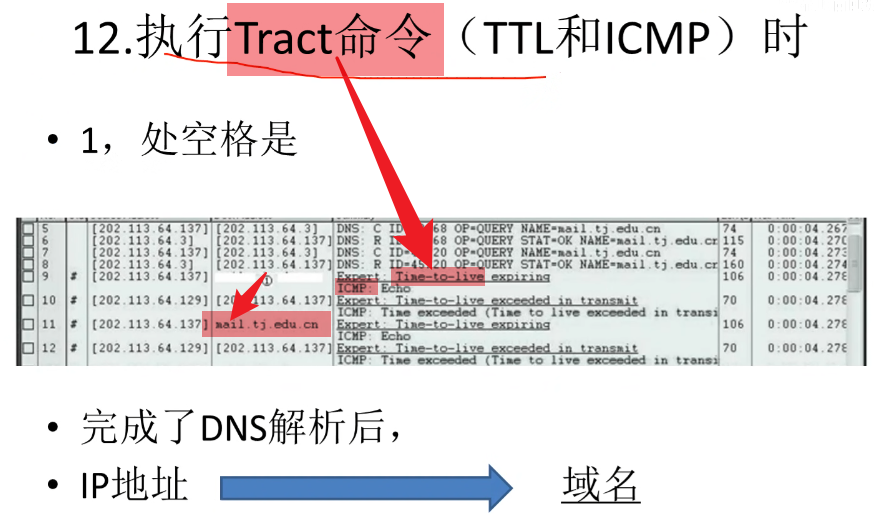 12.执行Tract命令（TTL和ICMP）时
• 1，处空格是
5 [202.113.64.137] [202.113.64.3] DNS: C ID= 68 OP=QUERY NAME=mail.tj.edu.cn 74 0:00:04.267
6 [202.113.64.3] [202.113.64.137] DNS: R ID= 68 OP=QUERY STAT=OK NAME=mail.tj.edu.cr 115 0:00:04.270
7 [202.113.64.137] [202.113.64.3] DNS: C ID= 20 OP=QUERY NAME=mail.tj.edu.cn 74 0:00:04.273
8 [202.113.64.3] [202.113.64.137] DNS: R ID=49 20 OP=QUERY STAT=OK NAME=mail.tj.edu.cr 160 0:00:04.274
9 # [202.113.64.137] ① Expert: Time-to-live expiring 106 0:00:04.276
ICMP: Echo
10 # [202.113.64.129] [202.113.64.137] Expert: Time-to-live exceeded in transmit 70 0:00:04.278
ICMP: Time exceeded (Time to live exceeded in transi
11 # [202.113.64.137] mail.tj.edu.cn Expert: Time-to-live expiring 106 0:00:04.278
ICMP: Echo
12 # [202.113.64.129] [202.113.64.137] Expert: Time-to-live exceeded in transmit 70 0:00:04.278
ICMP: Time exceeded (Time to live exceeded in transi
• 完成了DNS解析后，
• IP地址 域名